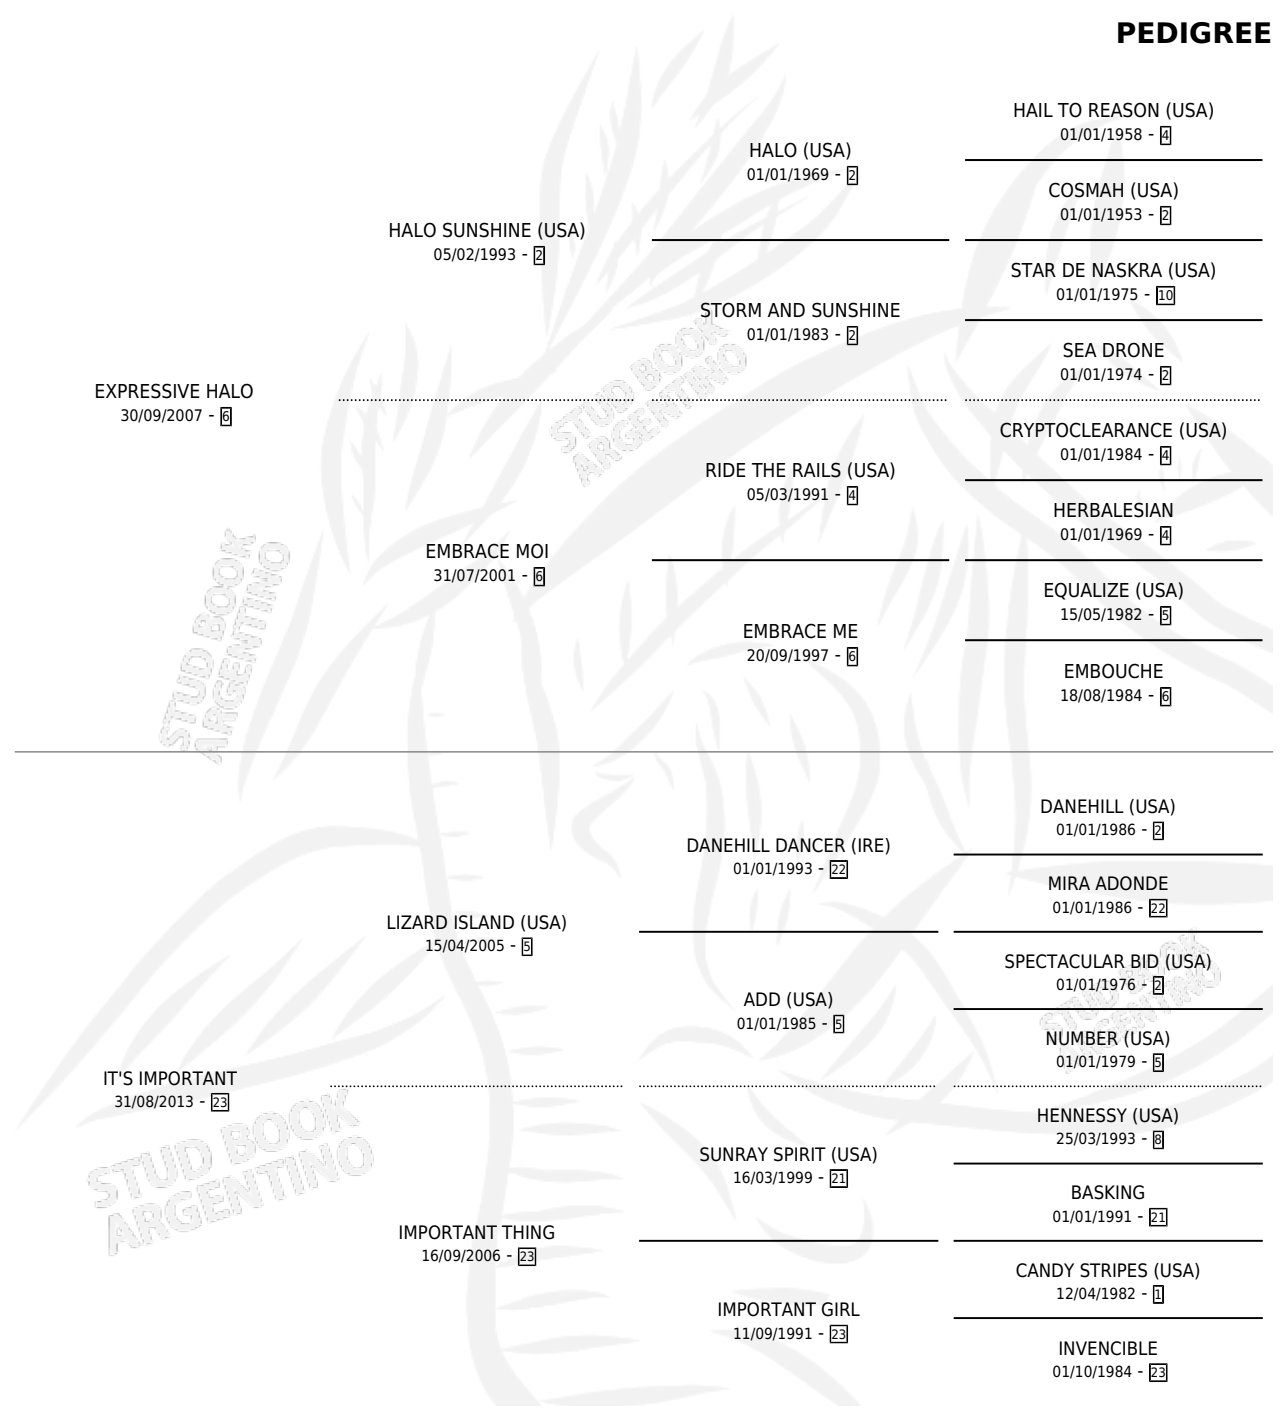 PEDIGREE
HAIL TO REASON (USA)
01/01/1958 - 4
HALO (USA)
01/01/1969 - 2
COSMAH (USA)
01/01/1953 - 2
HALO SUNSHINE (USA)
05/02/1993 - 2
STAR DE NASKRA (USA)
01/01/1975 - 10
STORM AND SUNSHINE
01/01/1983 - 2
SEA DRONE
01/01/1974 - 2
EXPRESSIVE HALO
30/09/2007 - 6
STUD BOOK
ARGENTINO
CRYPTOCLEARANCE (USA)
01/01/1984 - 4
RIDE THE RAILS (USA)
05/03/1991 - 4
HERBALESIAN
01/01/1969 - 4
EMBRACE MOI
31/07/2001 - 6
EQUALIZE (USA)
15/05/1982 - 5
EMBRACE ME
20/09/1997 - 6
EMBOUCHE
18/08/1984 - 6
STUD BOOK
ARGENTINO
DANEHILL (USA)
01/01/1986 - 2
DANEHILL DANCER (IRE)
01/01/1993 - 22
MIRA ADONDE
01/01/1986 - 22
LIZARD ISLAND (USA)
15/04/2005 - 5
SPECTACULAR BID (USA)
01/01/1976 - 2
ADD (USA)
01/01/1985 - 5
NUMBER (USA)
01/01/1979 - 5
STUD BOOK
ARGENTINO
IT'S IMPORTANT
31/08/2013 - 23
HENNESSY (USA)
25/03/1993 - 8
SUNRAY SPIRIT (USA)
16/03/1999 - 21
BASKING
01/01/1991 - 21
IMPORTANT THING
16/09/2006 - 23
CANDY STRIPES (USA)
12/04/1982 - 1
IMPORTANT GIRL
11/09/1991 - 23
INVENCIBLE
01/10/1984 - 23
STUD BOOK
ARGENTINO